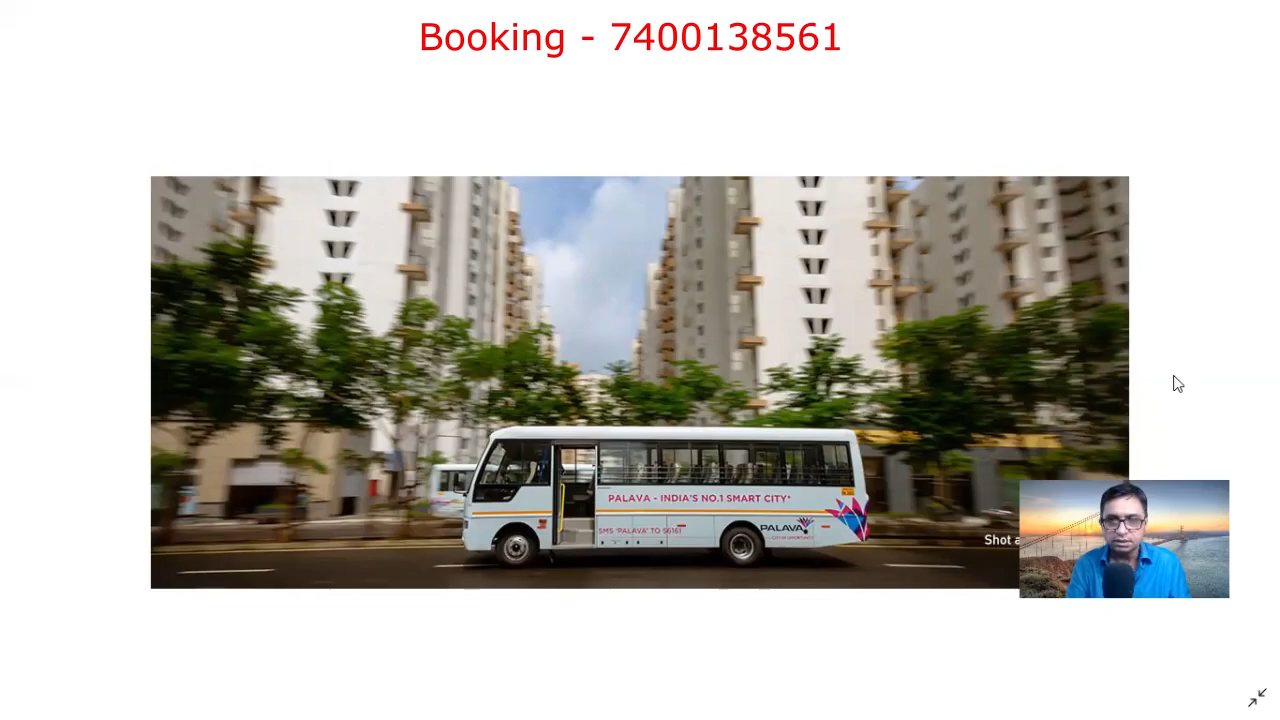 Booking - 7400138561
PALAVA - INDIA'S NO.1 SMART CITY*
SMS 'PALAVA' TO 56161
PALAVA
Shot a